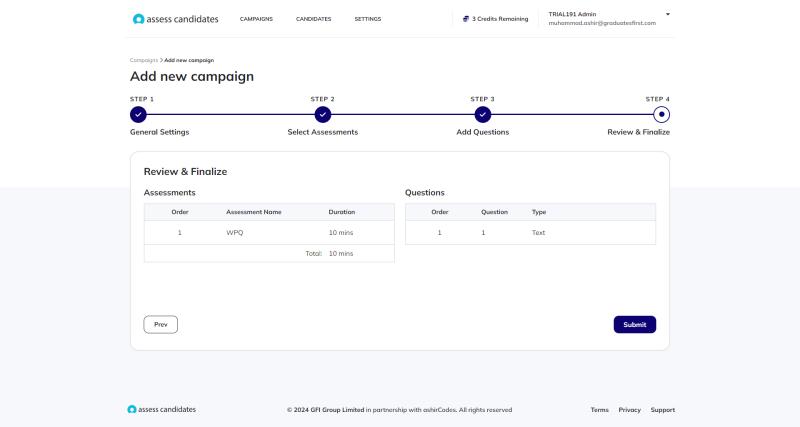 assess candidates CAMPAIGNS CANDIDATES SETTINGS 3 Credits Remaining TRIAL191 Admin
muhammad.ashir@graduatesfirst.com
Campaigns > Add new campaign
Add new campaign
STEP 1 STEP 2 STEP 3 STEP 4
General Settings Select Assessments Add Questions Review & Finalize
Review & Finalize
Assessments Questions
Order Assessment Name Duration Order Question Type
1 WPQ 10 mins 1 1 Text
Total: 10 mins
Prev Submit
assess candidates © 2024 GFI Group Limited in partnership with ashirCodes. All rights reserved Terms Privacy Support